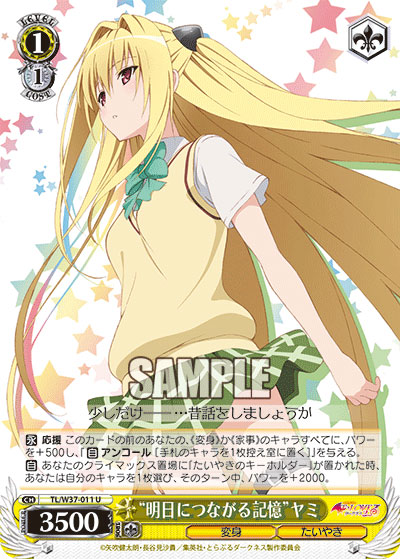 LEVEL
1
1
COST
SAMPLE
少しだけ――…昔話をしましょうか
永 応援 このカードの前のあなたの、《変身》か《家事》のキャラすべてに、パワー
を+500し、『自 アンコール ［手札のキャラを1枚控え室に置く］』を与える。
自 あなたのクライマックス置場に「たいやきのキーホルダー」が置かれた時、
あなたは自分のキャラを1枚選び、そのターン中、パワーを+2000。
CH TL/W37-011 U
3500
"明日につながる記憶"ヤミ
変身
たいやき
©矢吹健太朗・長谷見沙貴／集英社・とらぶるダークネス製作委員会